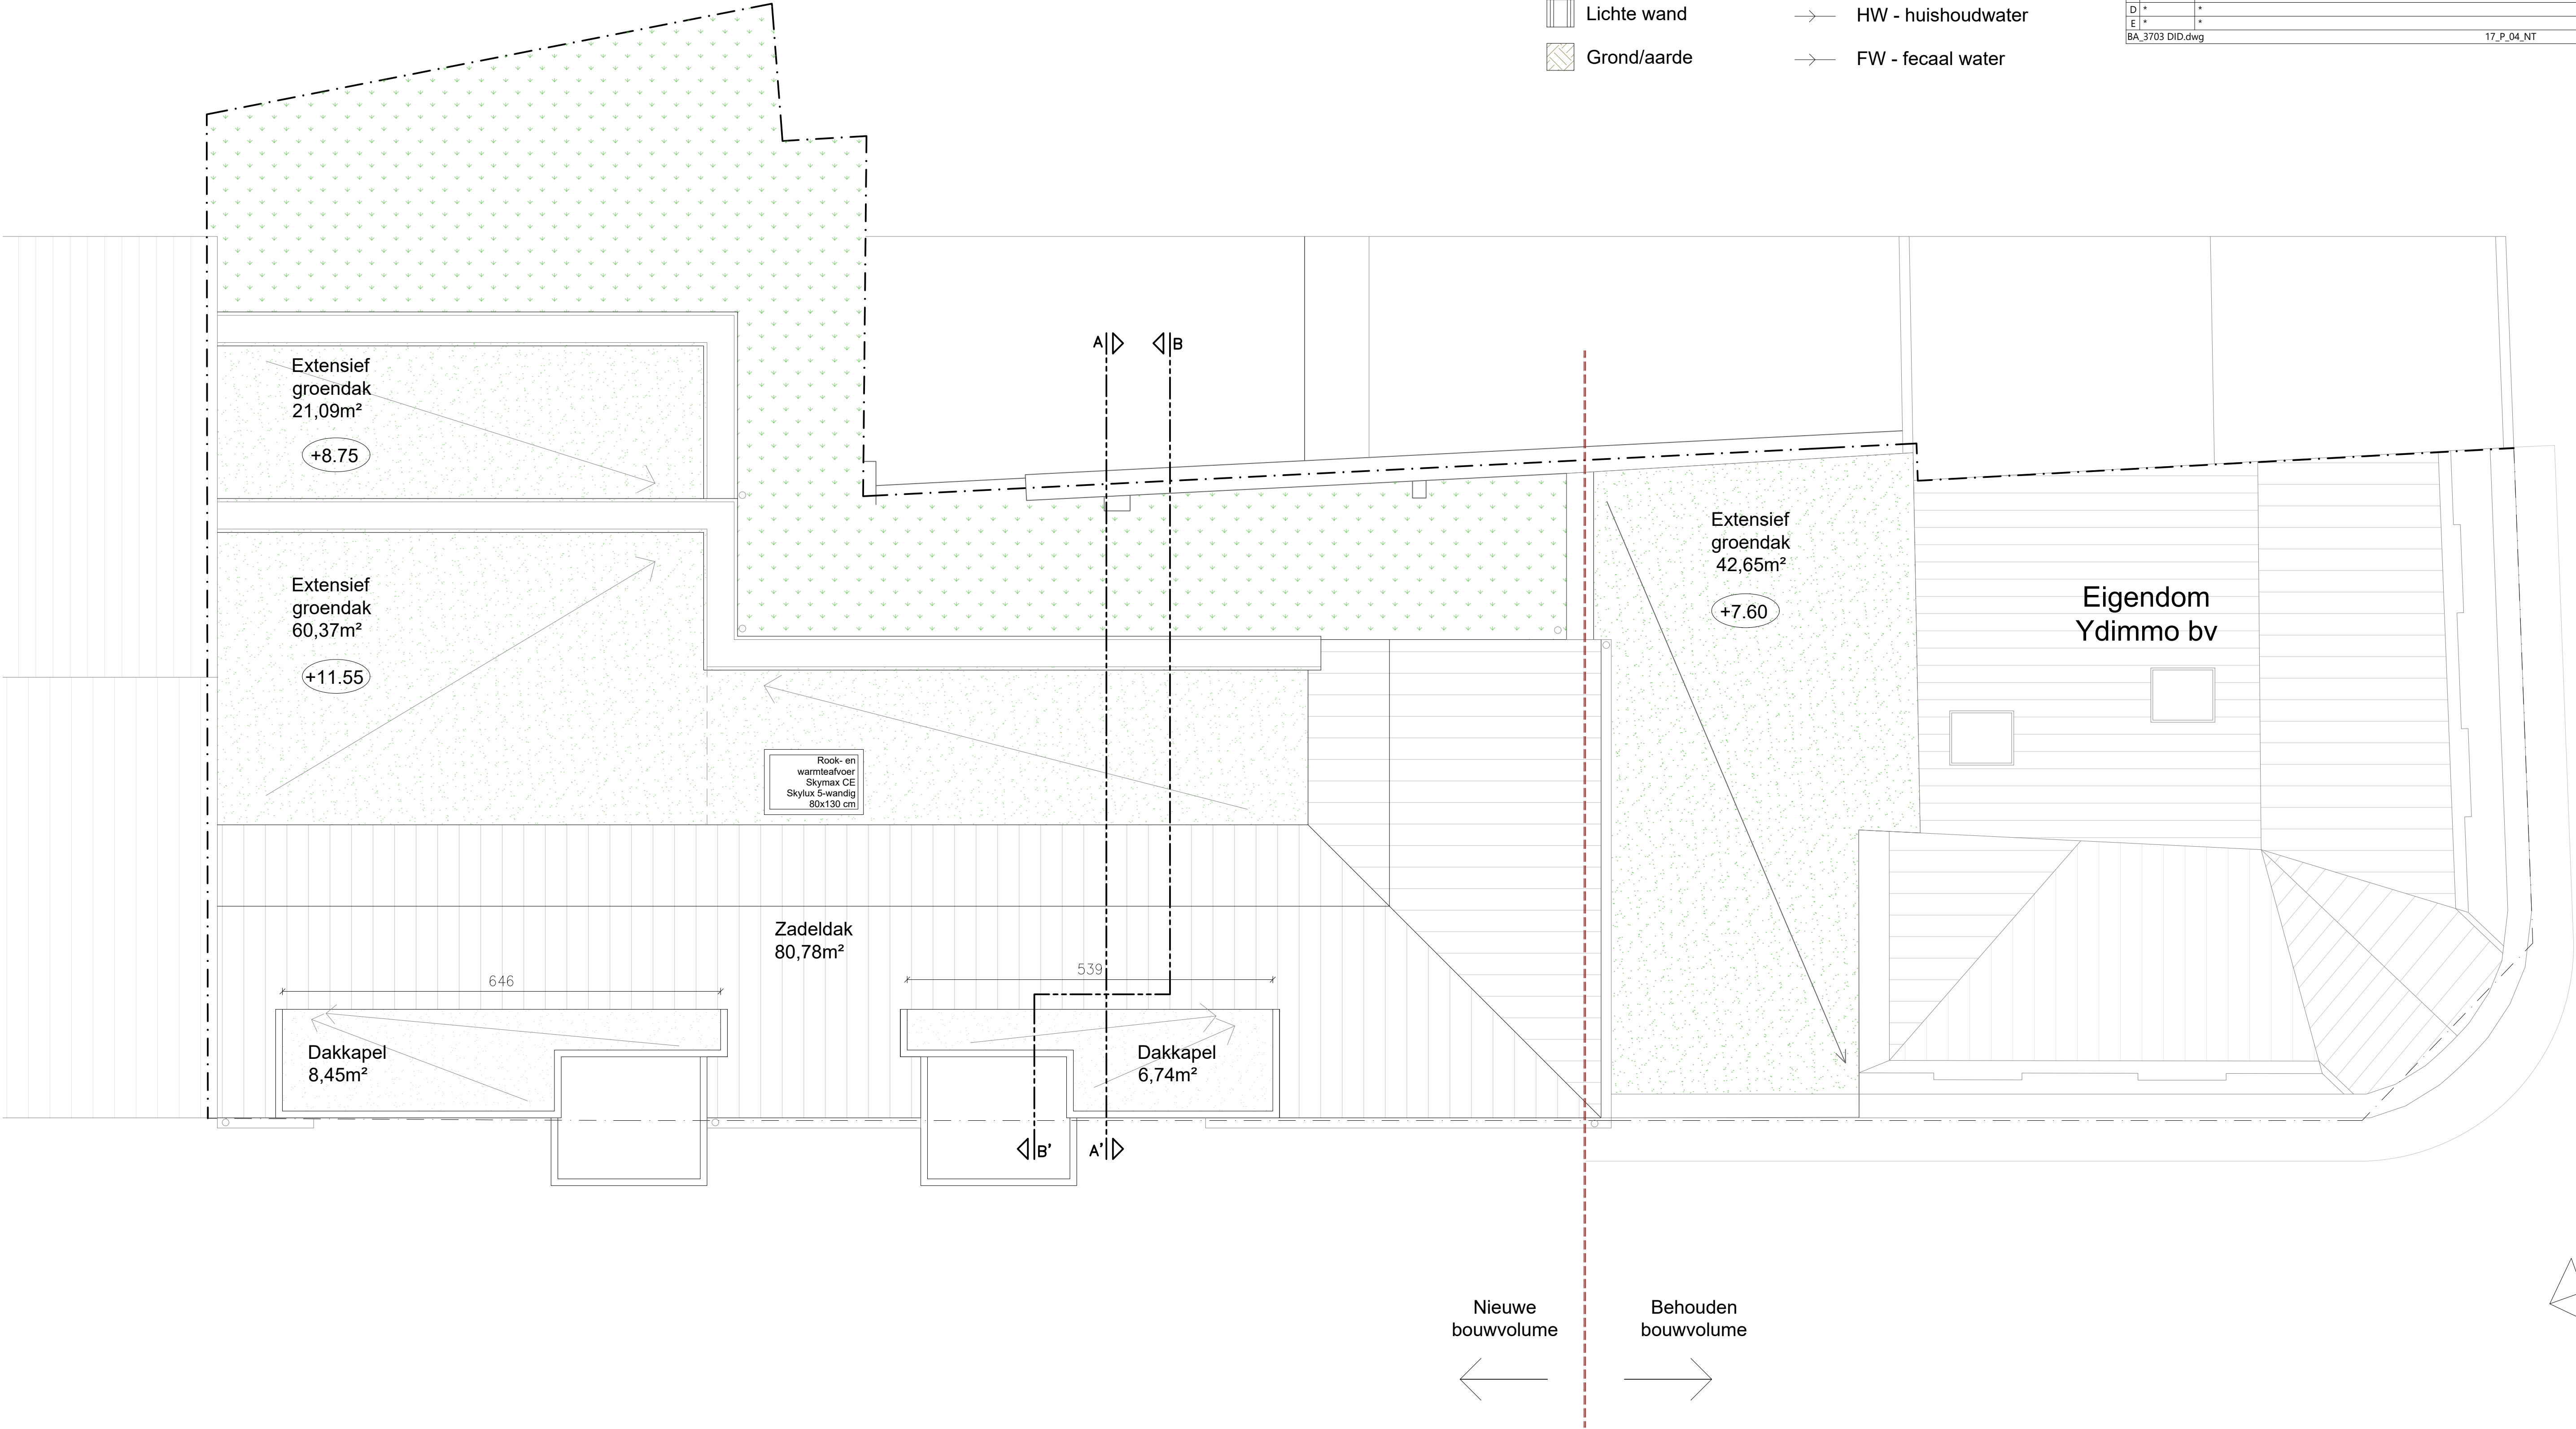 Lichte wand
HW - huishoudwater
Grond/aarde
FW - fecaal water
D * *
E * *
BA_3703 DID.dwg 17_P_04_NT
A
B
Extensief
groendak
21,09m²
+8.75
Extensief
groendak
60,37m²
+11.55
Extensief
groendak
42,65m²
+7.60
Eigendom
Ydimmo bv
Rook- en
warmteafvoer
Skymax CE
Skylux 5-wandig
80x130 cm
Zadeldak
80,78m²
646
539
Dakkapel
8,45m²
Dakkapel
6,74m²
B'
A'
Nieuwe
bouwvolume
Behouden
bouwvolume